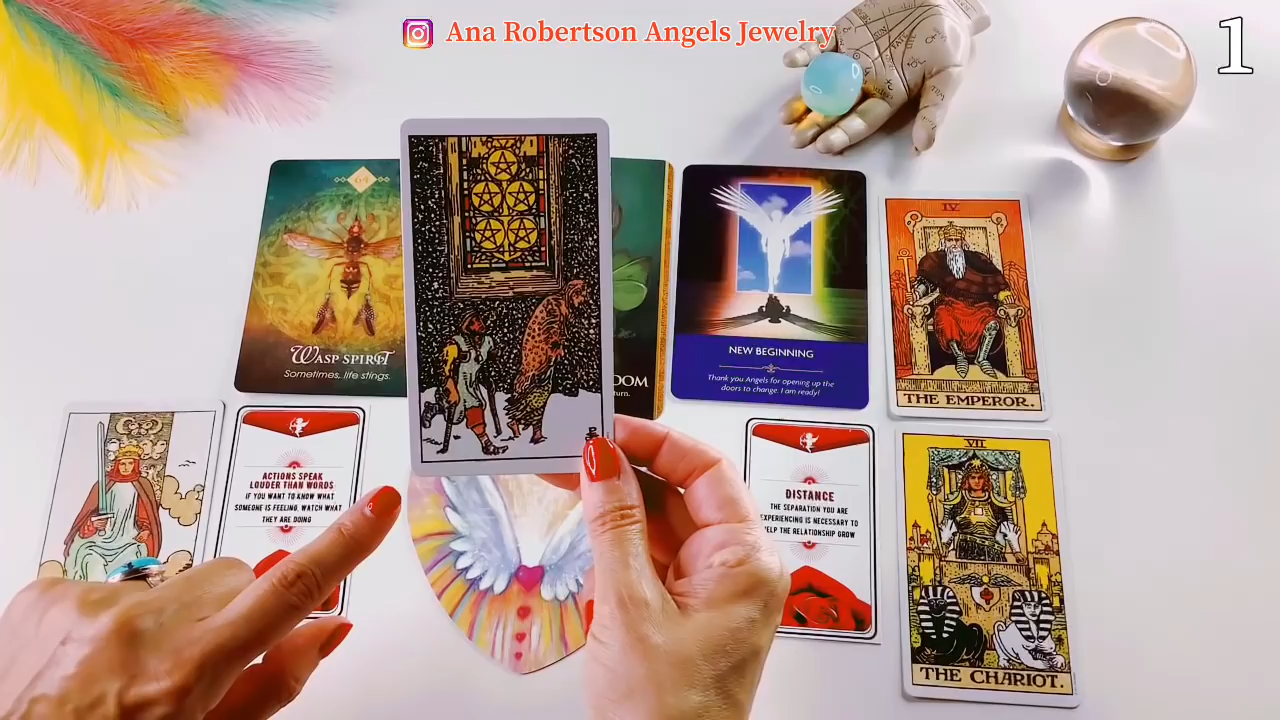 Ana Robertson Angels Jewelry
1
64
WASP SPIRIT
Sometimes, life stings.
OOM
turn.
NEW BEGINNING
Thank you Angels for opening up the
doors to change. I am ready!
IV
THE EMPEROR.
ACTIONS SPEAK
LOUDER THAN WORDS
IF YOU WANT TO KNOW WHAT
SOMEONE IS FEELING, WATCH WHAT
THEY ARE DOING
DISTANCE
THE SEPARATION YOU ARE
EXPERIENCING IS NECESSARY TO
HELP THE RELATIONSHIP GROW
VII
THE CHARIOT.